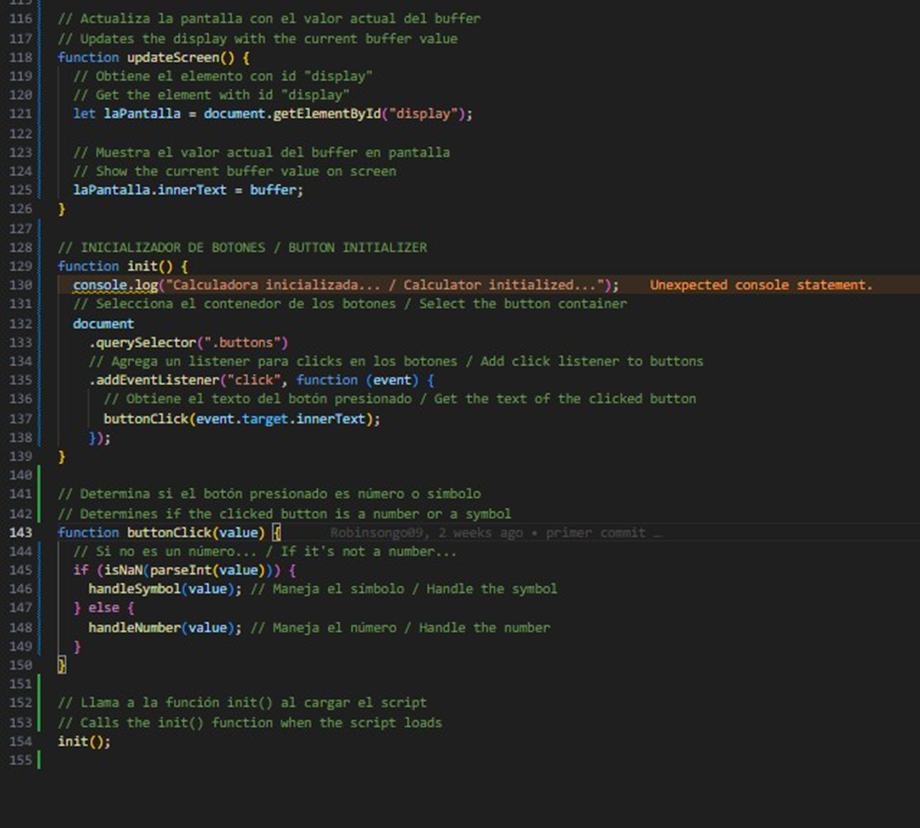 115
116 // Actualiza la pantalla con el valor actual del buffer
117 // Updates the display with the current buffer value
118 function updateScreen() {
119 // Obtiene el elemento con id "display"
120 // Get the element with id "display"
121 let laPantalla = document.getElementById("display");
122
123 // Muestra el valor actual del buffer en pantalla
124 // Show the current buffer value on screen
125 laPantalla.innerText = buffer;
126 }
127
128 // INICIALIZADOR DE BOTONES / BUTTON INITIALIZER
129 function init() {
130 console.log("Calculadora inicializada... / Calculator initialized..."); Unexpected console statement.
131 // Selecciona el contenedor de los botones / Select the button container
132 document
133 .querySelector(".buttons")
134 // Agrega un listener para clicks en los botones / Add click listener to buttons
135 .addEventListener("click", function (event) {
136 // Obtiene el texto del botón presionado / Get the text of the clicked button
137 buttonClick(event.target.innerText);
138 });
139 }
140
141 // Determina si el botón presionado es número o símbolo
142 // Determines if the clicked button is a number or a symbol
143 function buttonClick(value) { Robinsongo09, 2 weeks ago • primer commit …
144 // Si no es un número... / If it's not a number...
145 if (isNaN(parseInt(value))) {
146 handleSymbol(value); // Maneja el símbolo / Handle the symbol
147 } else {
148 handleNumber(value); // Maneja el número / Handle the number
149 }
150 }
151
152 // Llama a la función init() al cargar el script
153 // Calls the init() function when the script loads
154 init();
155